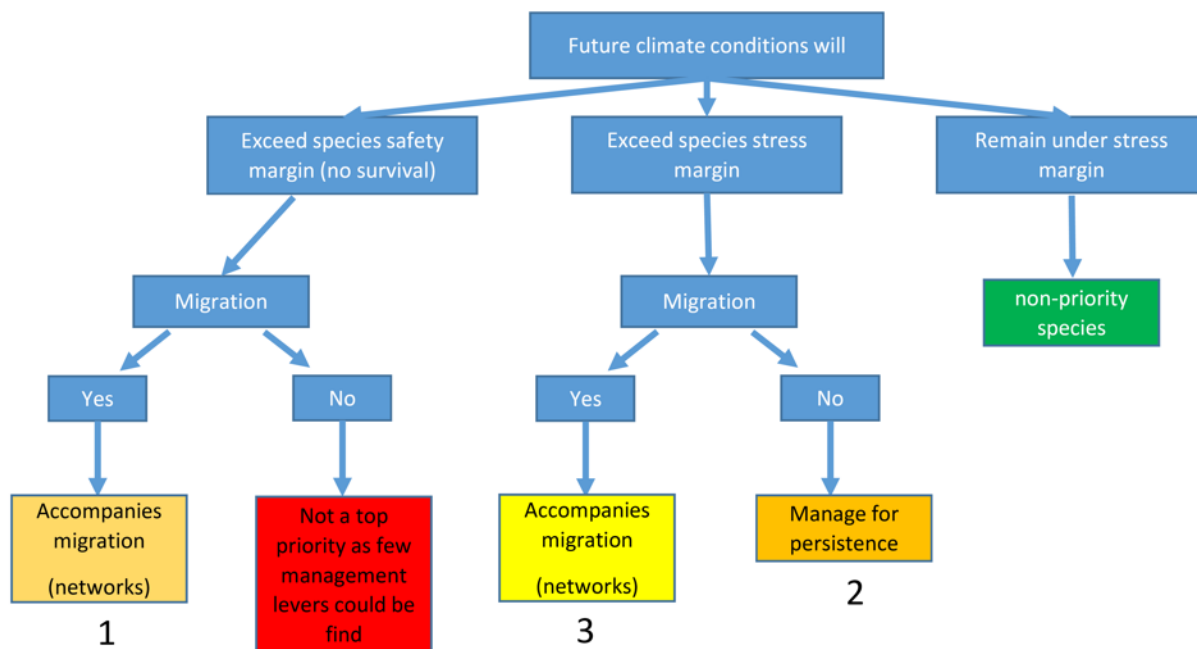 Future climate conditions will
Exceed species safety
margin (no survival)
Exceed species stress
margin
Remain under stress
margin
Migration
Migration
non-priority
species
Yes
No
Yes
No
Accompanies
migration
(networks)
Not a top
priority as few
management
levers could be
find
Accompanies
migration
(networks)
Manage for
persistence
1
3
2